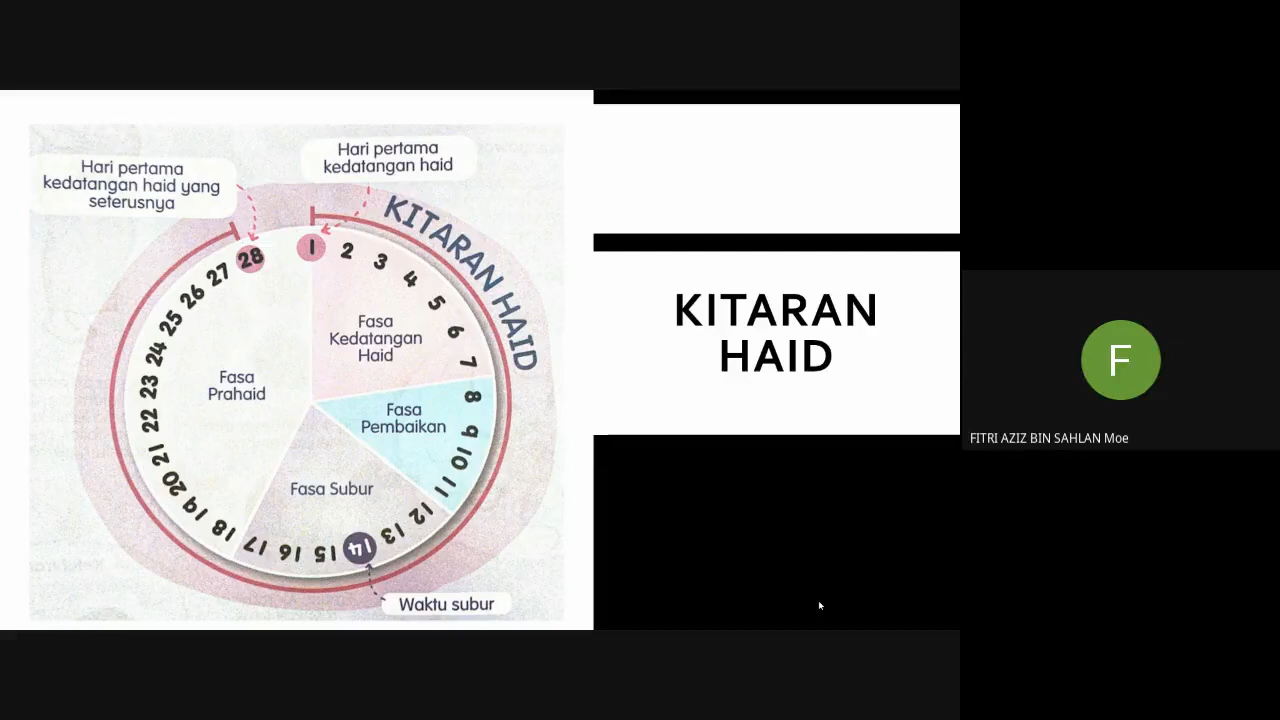 Hari pertama
kedatangan haid yang
seterusnya
Hari pertama
kedatangan haid
KITARAN HAID
1
2
3
4
5
6
7
8
9
10
11
12
13
14
15
16
17
18
19
20
21
22
23
24
25
26
27
28
Fasa
Kedatangan
Haid
Fasa
Pembaikan
Fasa Subur
Fasa
Prahaid
Waktu subur
KITARAN
HAID
F
FITRI AZIZ BIN SAHLAN Moe